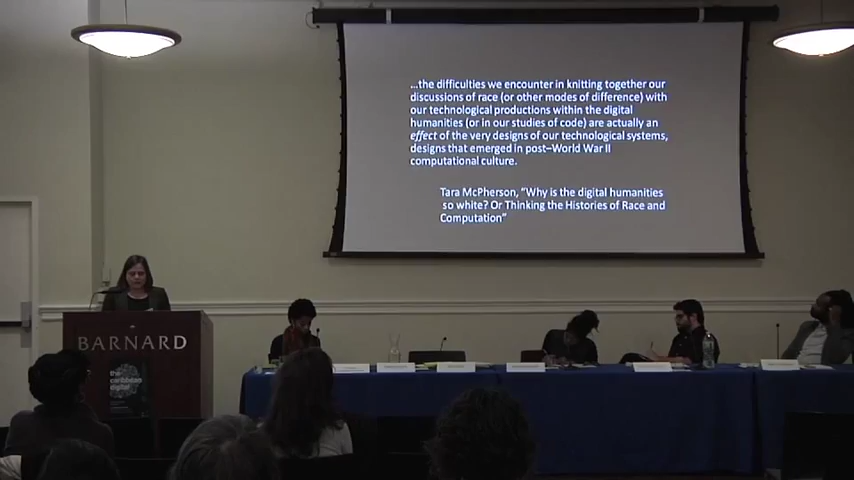 ...the difficulties we encounter in knitting together our
discussions of race (or other modes of difference) with
our technological productions within the digital
humanities (or in our studies of code) are actually an
effect of the very designs of our technological systems,
designs that emerged in post–World War II
computational culture.
Tara McPherson, "Why is the digital humanities
so white? Or Thinking the Histories of Race and
Computation"
BARNARD
the
caribbean
digital